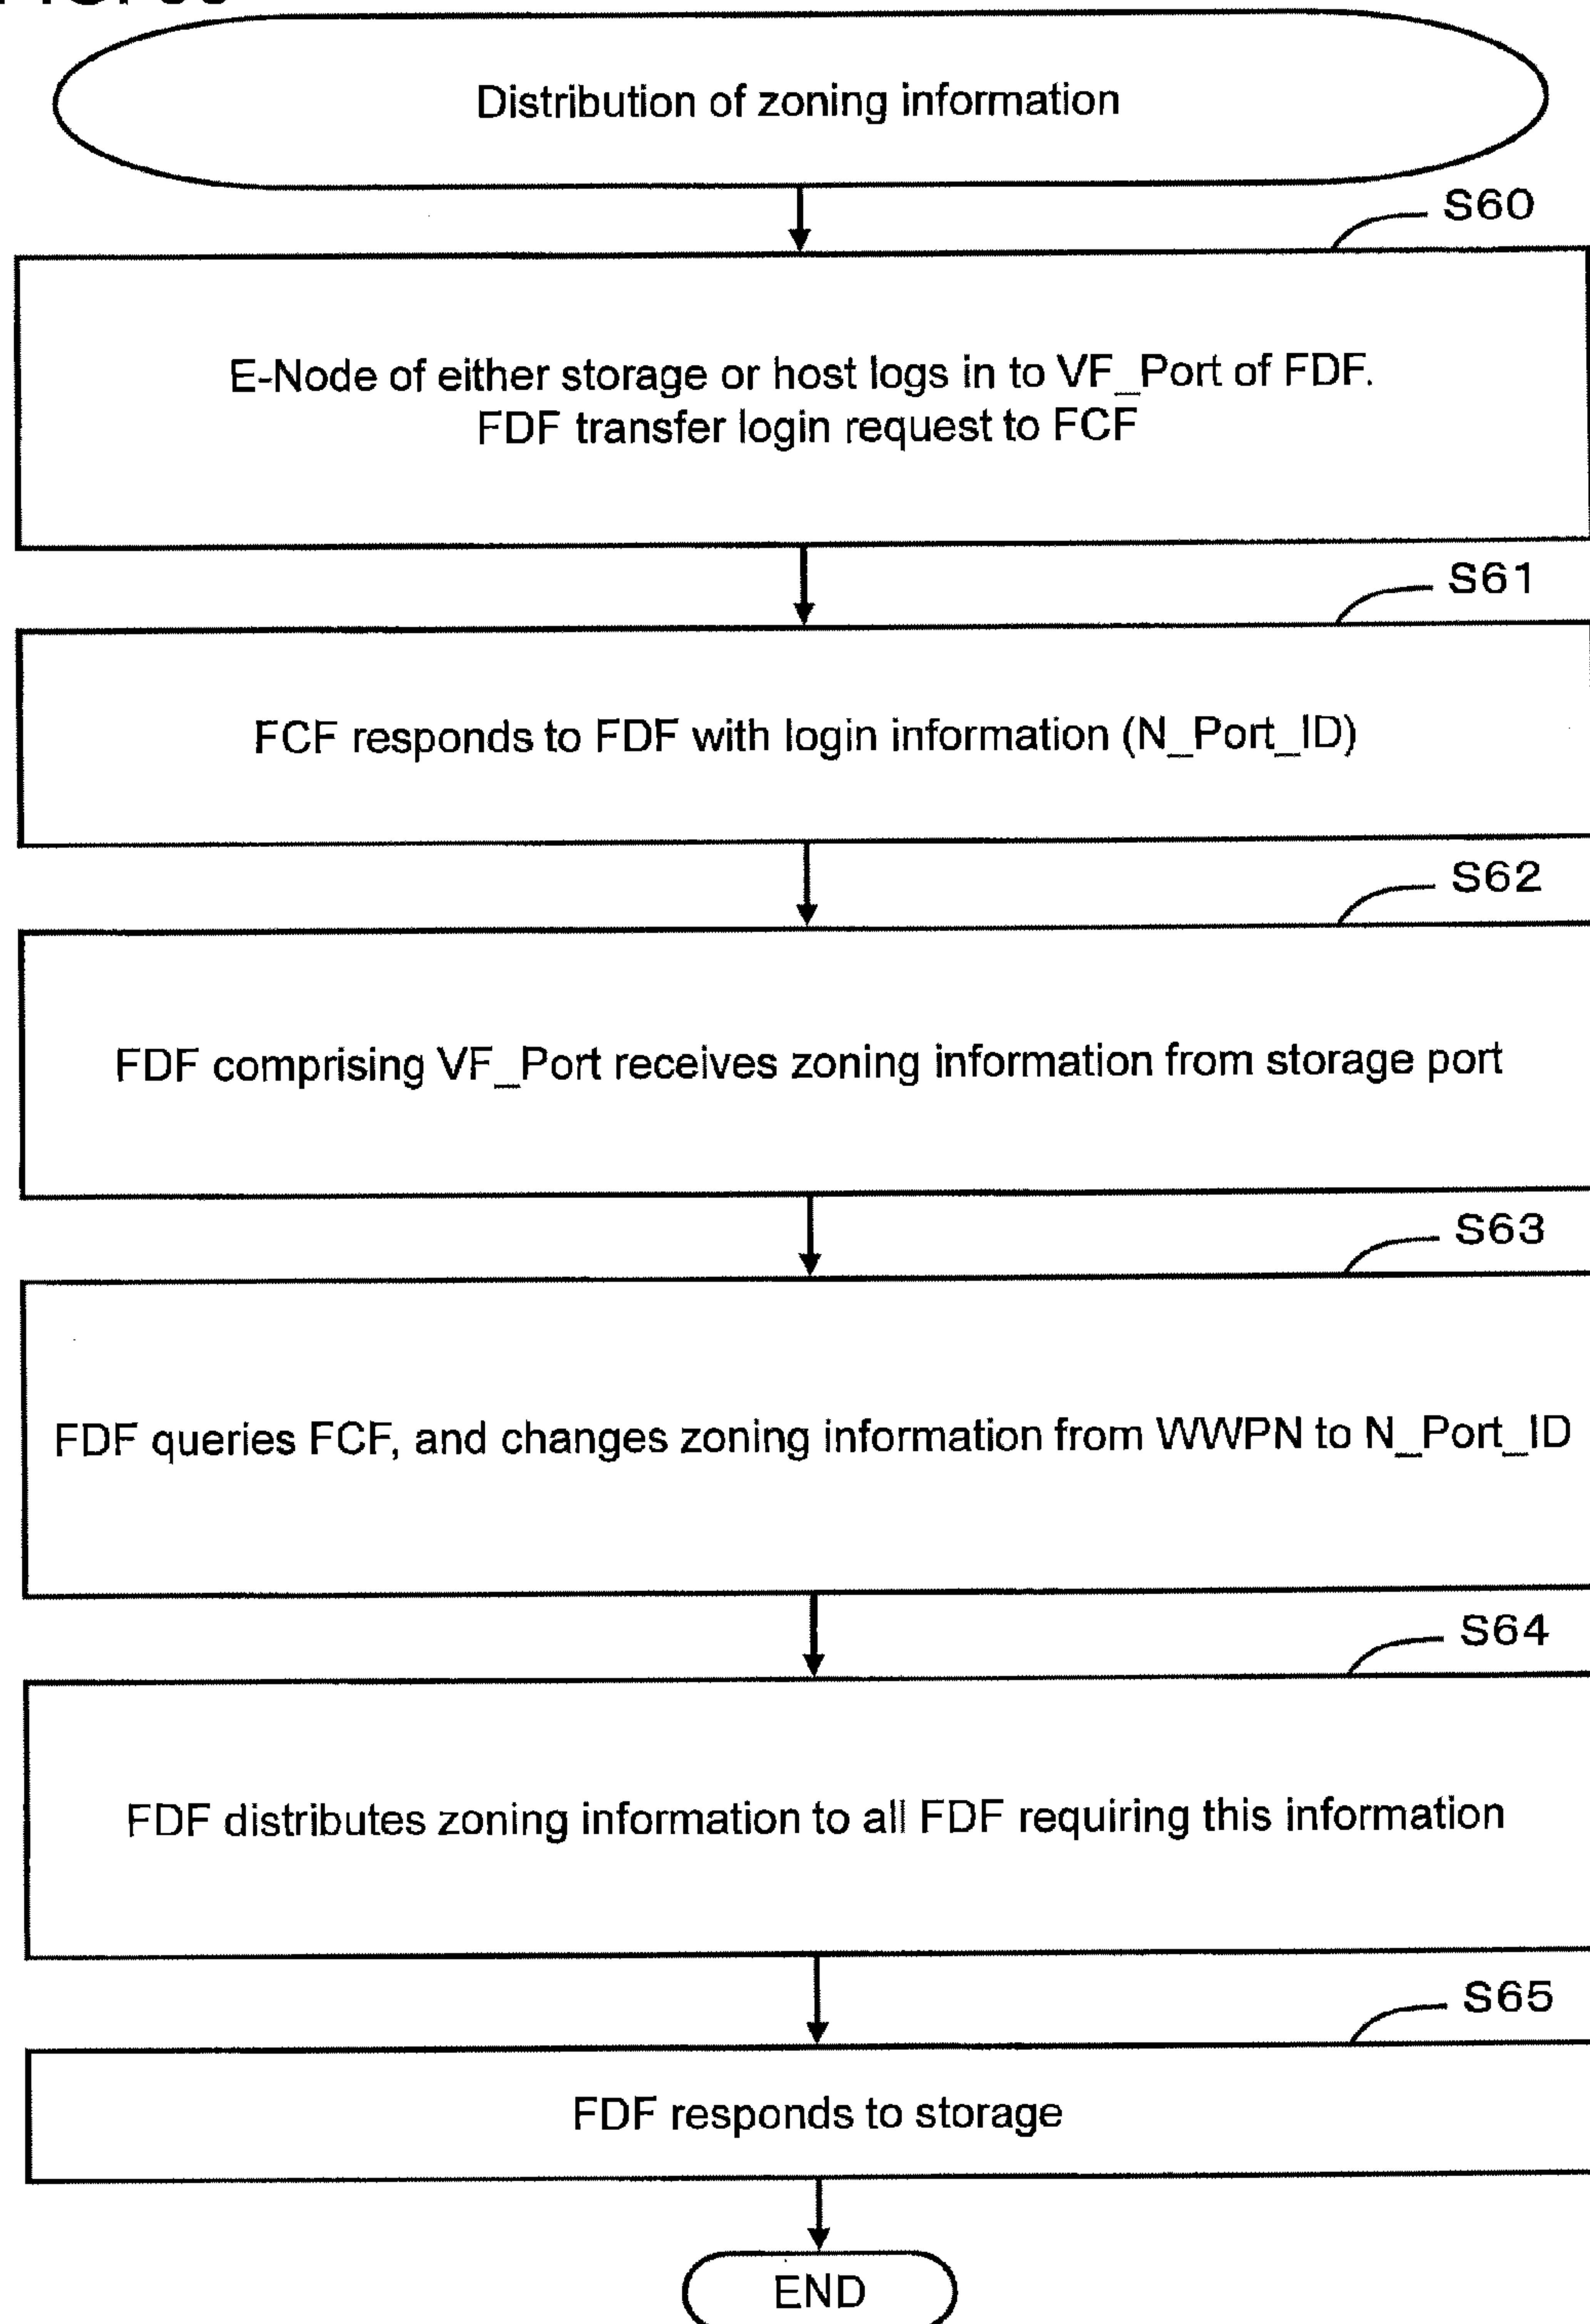 Distribution of zoning information
S60
E-Node of either storage or host logs in to VF_Port of FDF.
FDF transfer login request to FCF
S61
FCF responds to FDF with login information (N_Port_ID)
S62
FDF comprising VF_Port receives zoning information from storage port
S63
FDF queries FCF, and changes zoning information from WWPN to N_Port_ID
S64
FDF distributes zoning information to all FDF requiring this information
S65
FDF responds to storage
END